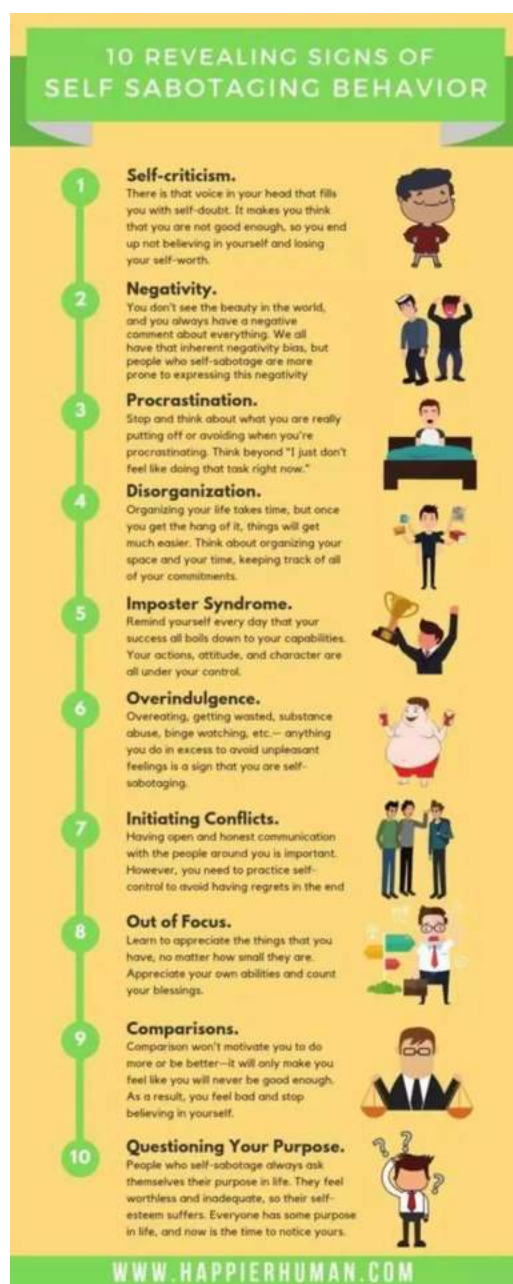 10 REVEALING SIGNS OF
SELF SABOTAGING BEHAVIOR
1
Self-criticism.
There is that voice in your head that fills
you with self-doubt. It makes you think
that you are not good enough, so you end
up not believing in yourself and losing
your self-worth.
2
Negativity.
You don't see the beauty in the world,
and you always have a negative
comment about everything. We all
have that inherent negativity bias, but
people who self-sabotage are more
prone to expressing this negativity
3
Procrastination.
Stop and think about what you are really
putting off or avoiding when you're
procrastinating. Think beyond "I just don't
feel like doing that task right now."
4
Disorganization.
Organizing your life takes time, but once
you get the hang of it, things will get
much easier. Think about organizing your
space and your time, keeping track of all
of your commitments.
5
Imposter Syndrome.
Remind yourself every day that your
success all boils down to your capabilities.
Your actions, attitude, and character are
all under your control.
6
Overindulgence.
Overeating, getting wasted, substance
abuse, binge watching, etc.— anything
you do in excess to avoid unpleasant
feelings is a sign that you are self-
sabotaging.
7
Initiating Conflicts.
Having open and honest communication
with the people around you is important.
However, you need to practice self-
control to avoid having regrets in the end
8
Out of Focus.
Learn to appreciate the things that you
have, no matter how small they are.
Appreciate your own abilities and count
your blessings.
9
Comparisons.
Comparison won't motivate you to do
more or be better—it will only make you
feel like you will never be good enough.
As a result, you feel bad and stop
believing in yourself.
10
Questioning Your Purpose.
People who self-sabotage always ask
themselves their purpose in life. They feel
worthless and inadequate, so their self-
esteem suffers. Everyone has some purpose
in life, and now is the time to notice yours.
? ? ?
WWW.HAPPIERHUMAN.COM